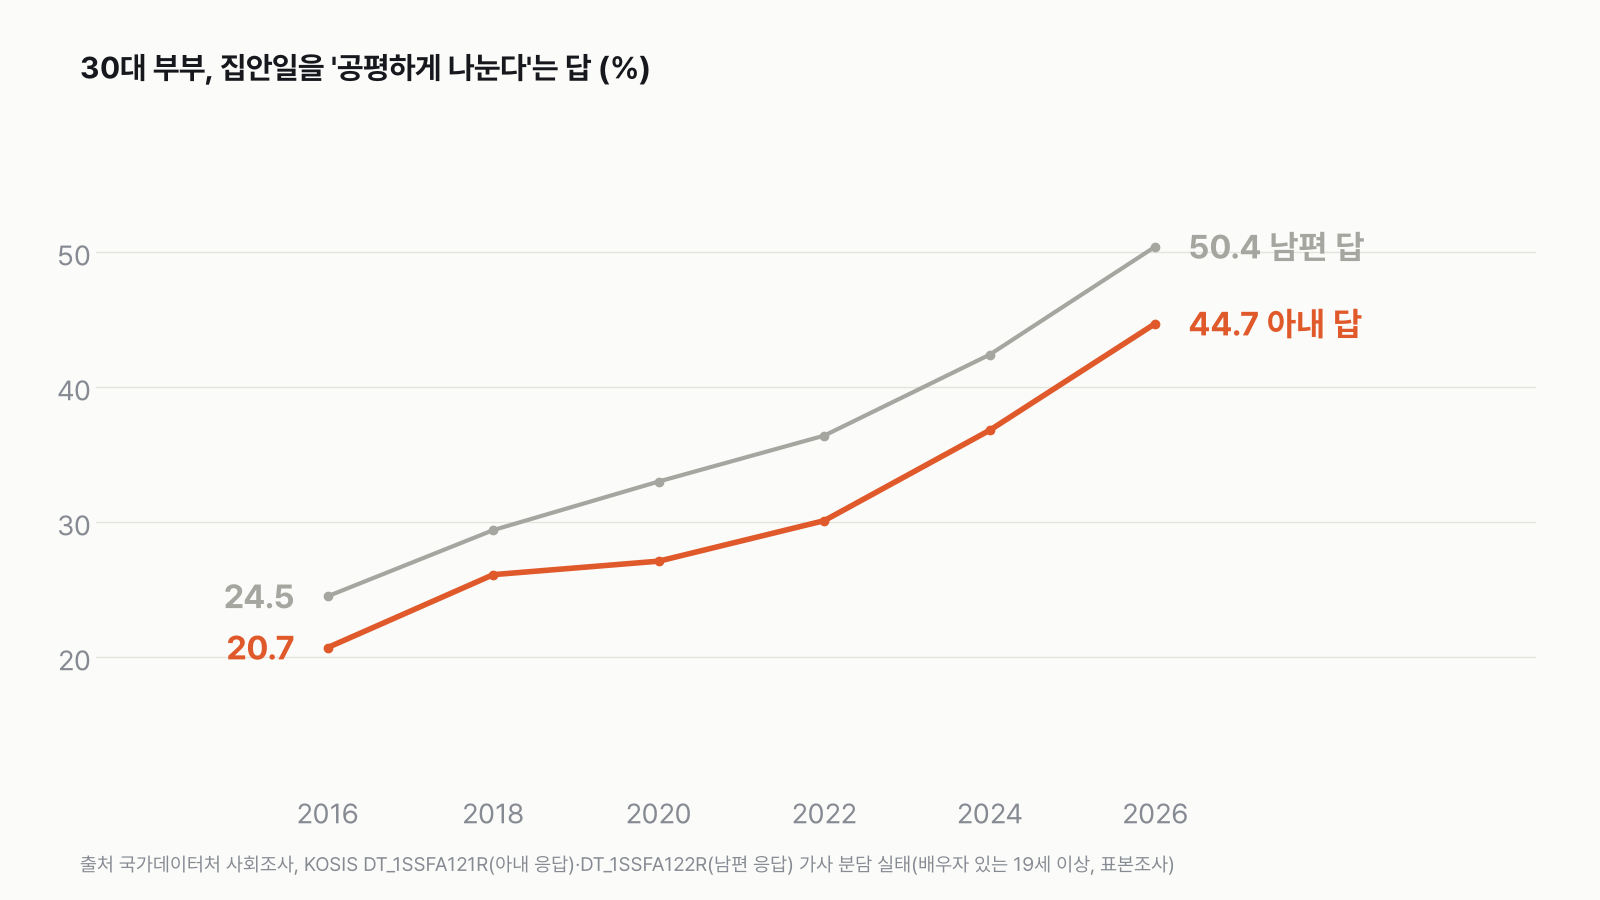 30대 부부, 집안일을 '공평하게 나눈다'는 답 (%)
50
50.4 남편 답
44.7 아내 답
40
30
24.5
20.7
20
2016 2018 2020 2022 2024 2026
출처 국가데이터처 사회조사, KOSIS DT_1SSFA121R(아내 응답)·DT_1SSFA122R(남편 응답) 가사 분담 실태(배우자 있는 19세 이상, 표본조사)